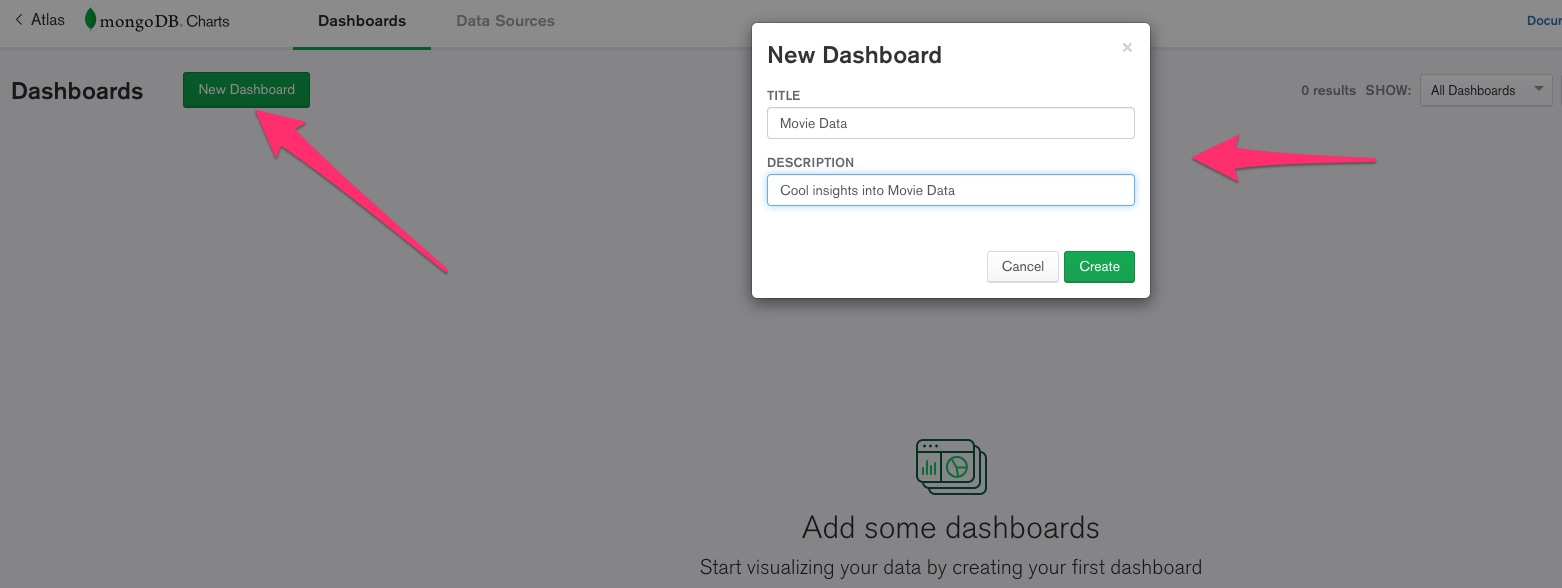 Atlas mongoDB. Charts Dashboards Data Sources
Dashboards New Dashboard
0 results SHOW: All Dashboards
New Dashboard
×
TITLE
Movie Data
DESCRIPTION
Cool insights into Movie Data
Cancel Create
Add some dashboards
Start visualizing your data by creating your first dashboard